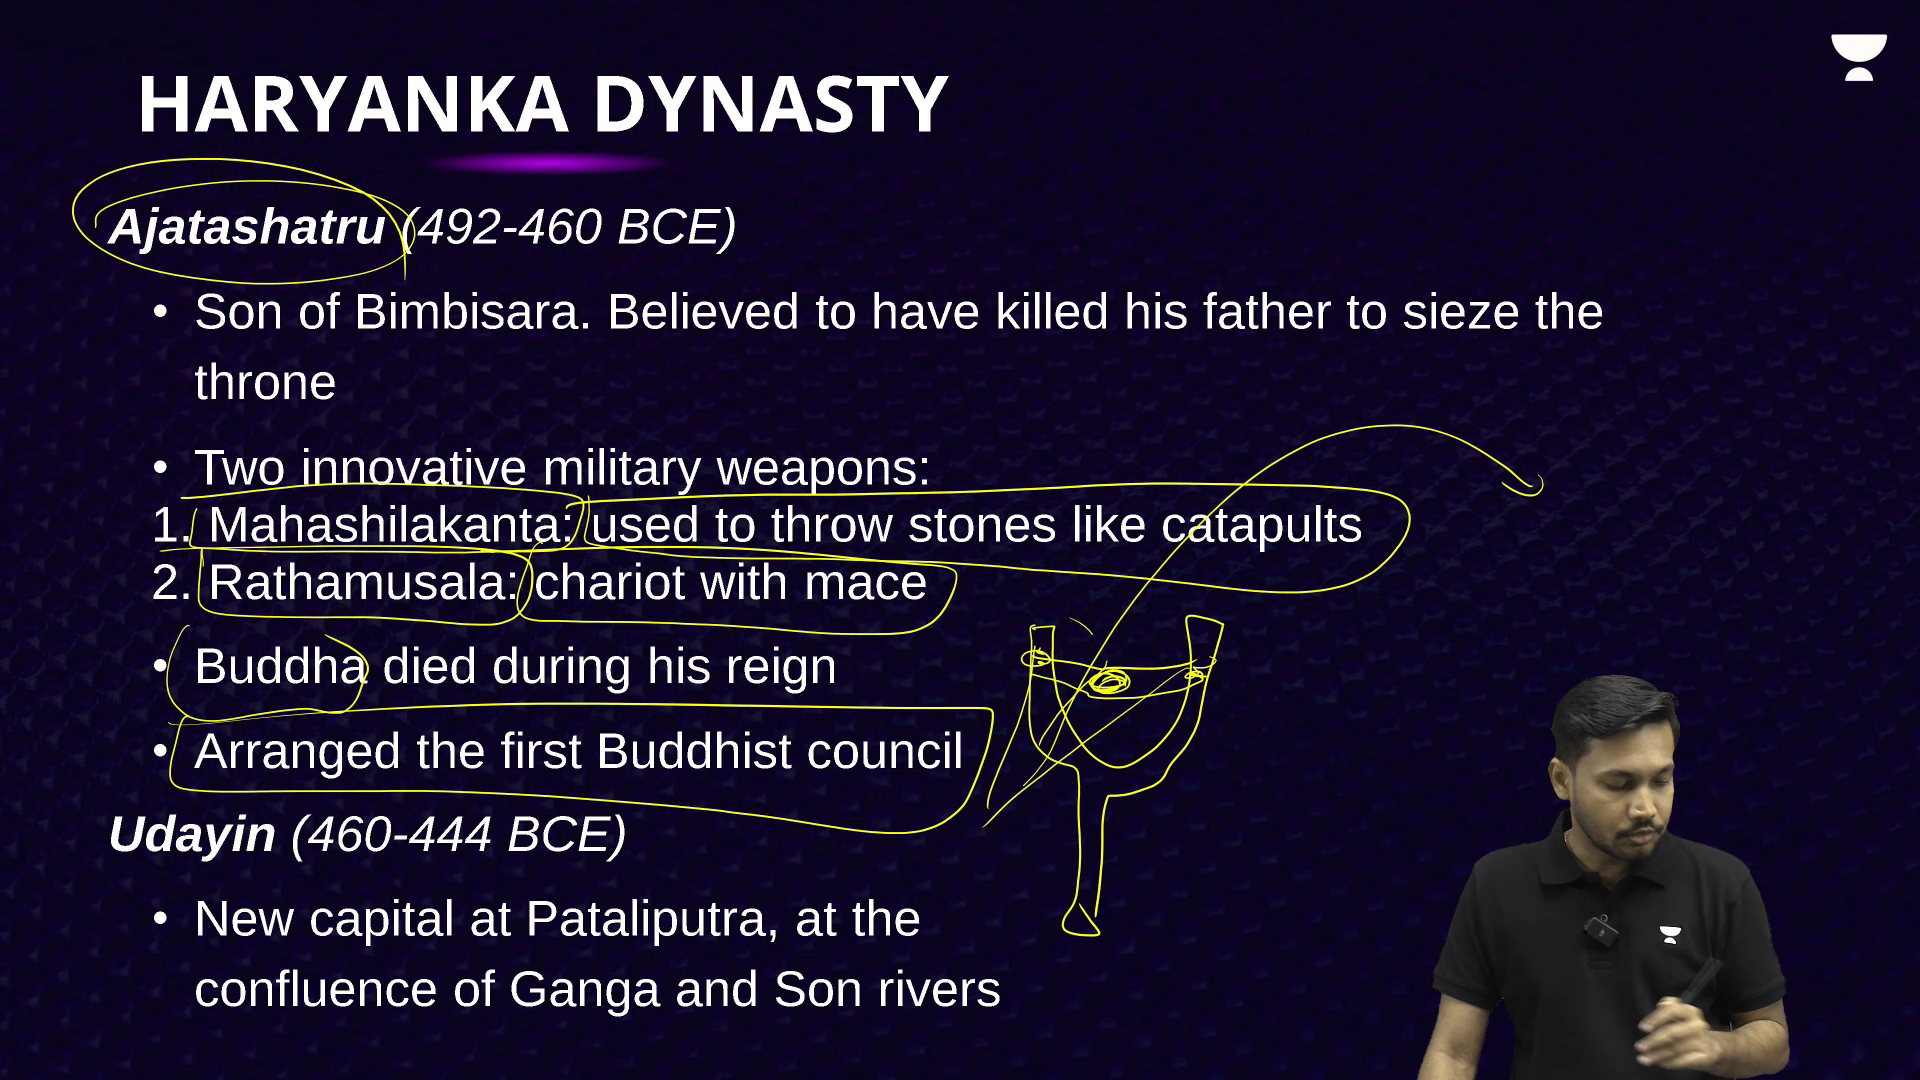 HARYANKA DYNASTY
Ajatashatru (492-460 BCE)
• Son of Bimbisara. Believed to have killed his father to sieze the
throne
• Two innovative military weapons:
1. Mahashilakanta: used to throw stones like catapults
2. Rathamusala: chariot with mace
• Buddha died during his reign
• Arranged the first Buddhist council
Udayin (460-444 BCE)
• New capital at Pataliputra, at the
confluence of Ganga and Son rivers